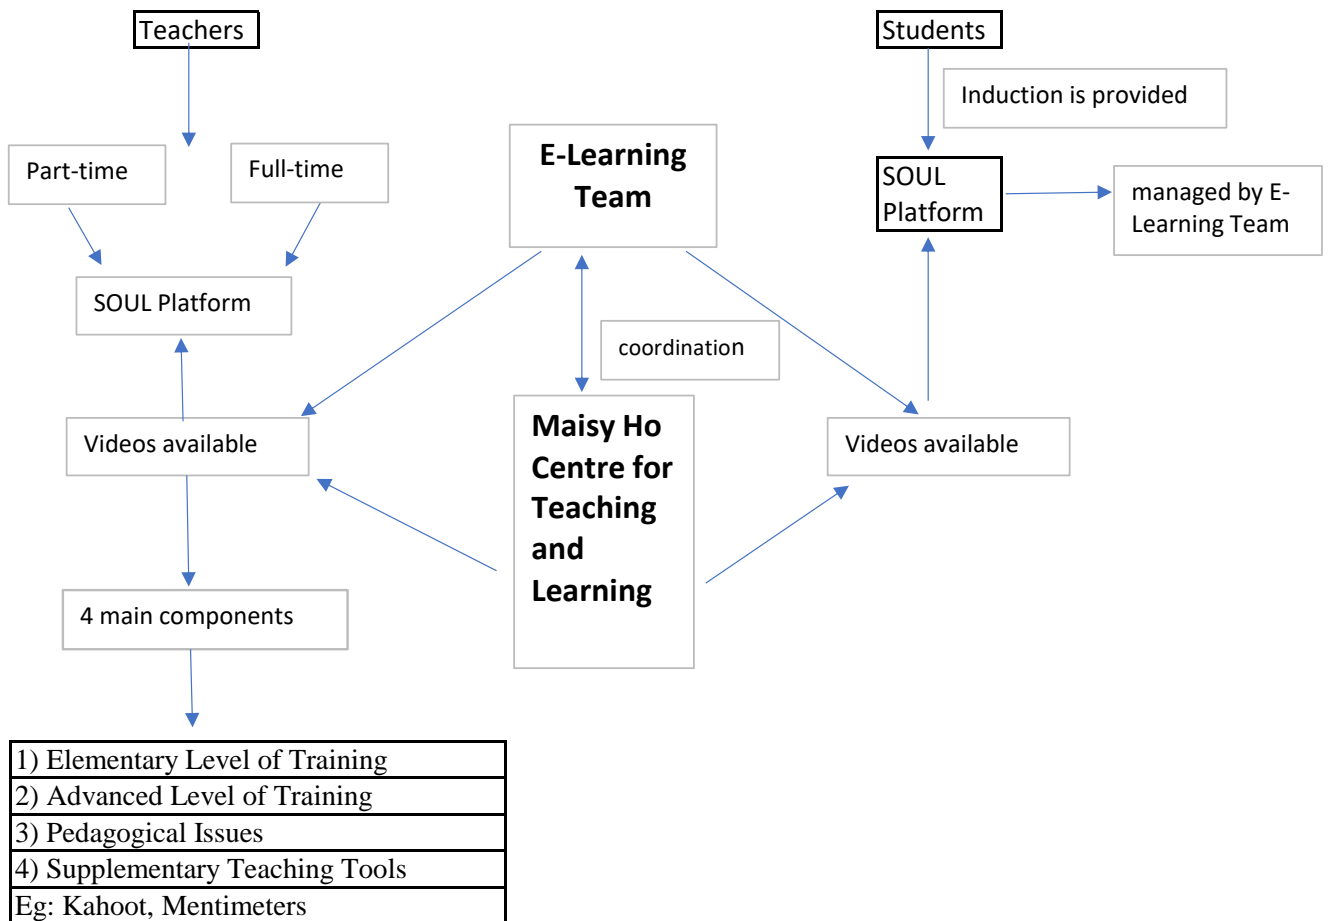 Teachers
Students
Induction is provided
Part-time
Full-time
E-Learning
Team
SOUL
Platform
managed by E-
Learning Team
SOUL Platform
coordination
Videos available
Maisy Ho
Centre for
Teaching
and
Learning
Videos available
4 main components
1) Elementary Level of Training
2) Advanced Level of Training
3) Pedagogical Issues
4) Supplementary Teaching Tools
Eg: Kahoot, Mentimeters